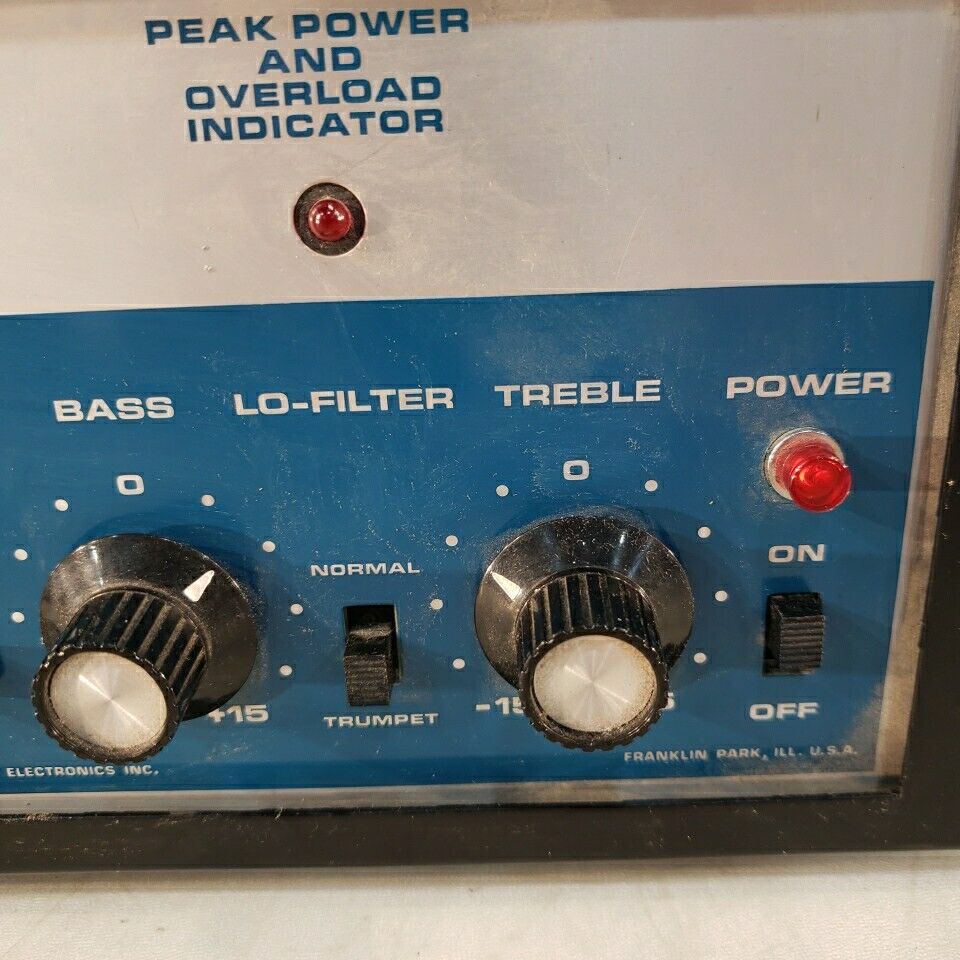 PEAK POWER
AND
OVERLOAD
INDICATOR
BASS LO-FILTER TREBLE POWER
0 0
ON
NORMAL
+15 TRUMPET -15 OFF
ELECTRONICS INC. FRANKLIN PARK, ILL. U.S.A.